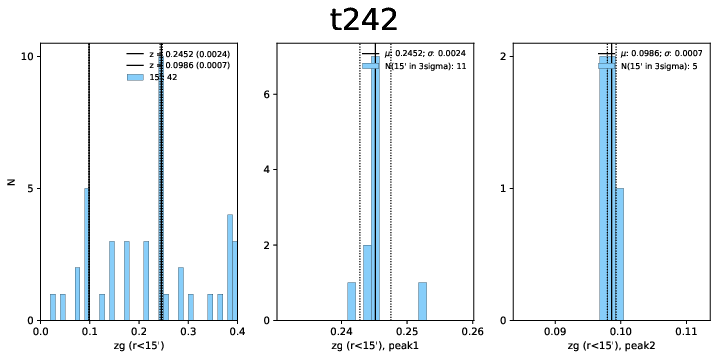 t242
10
5
0
N
0.0 0.1 0.2 0.3 0.4
zg (r<15')
z = 0.2452 (0.0024)
z = 0.0986 (0.0007)
15': 42
6
4
2
0
0.24 0.25 0.26
zg (r<15'), peak1
μ: 0.2452; σ: 0.0024
N(15' in 3sigma): 11
2
1
0
0.09 0.10 0.11
zg (r<15'), peak2
μ: 0.0986; σ: 0.0007
N(15' in 3sigma): 5